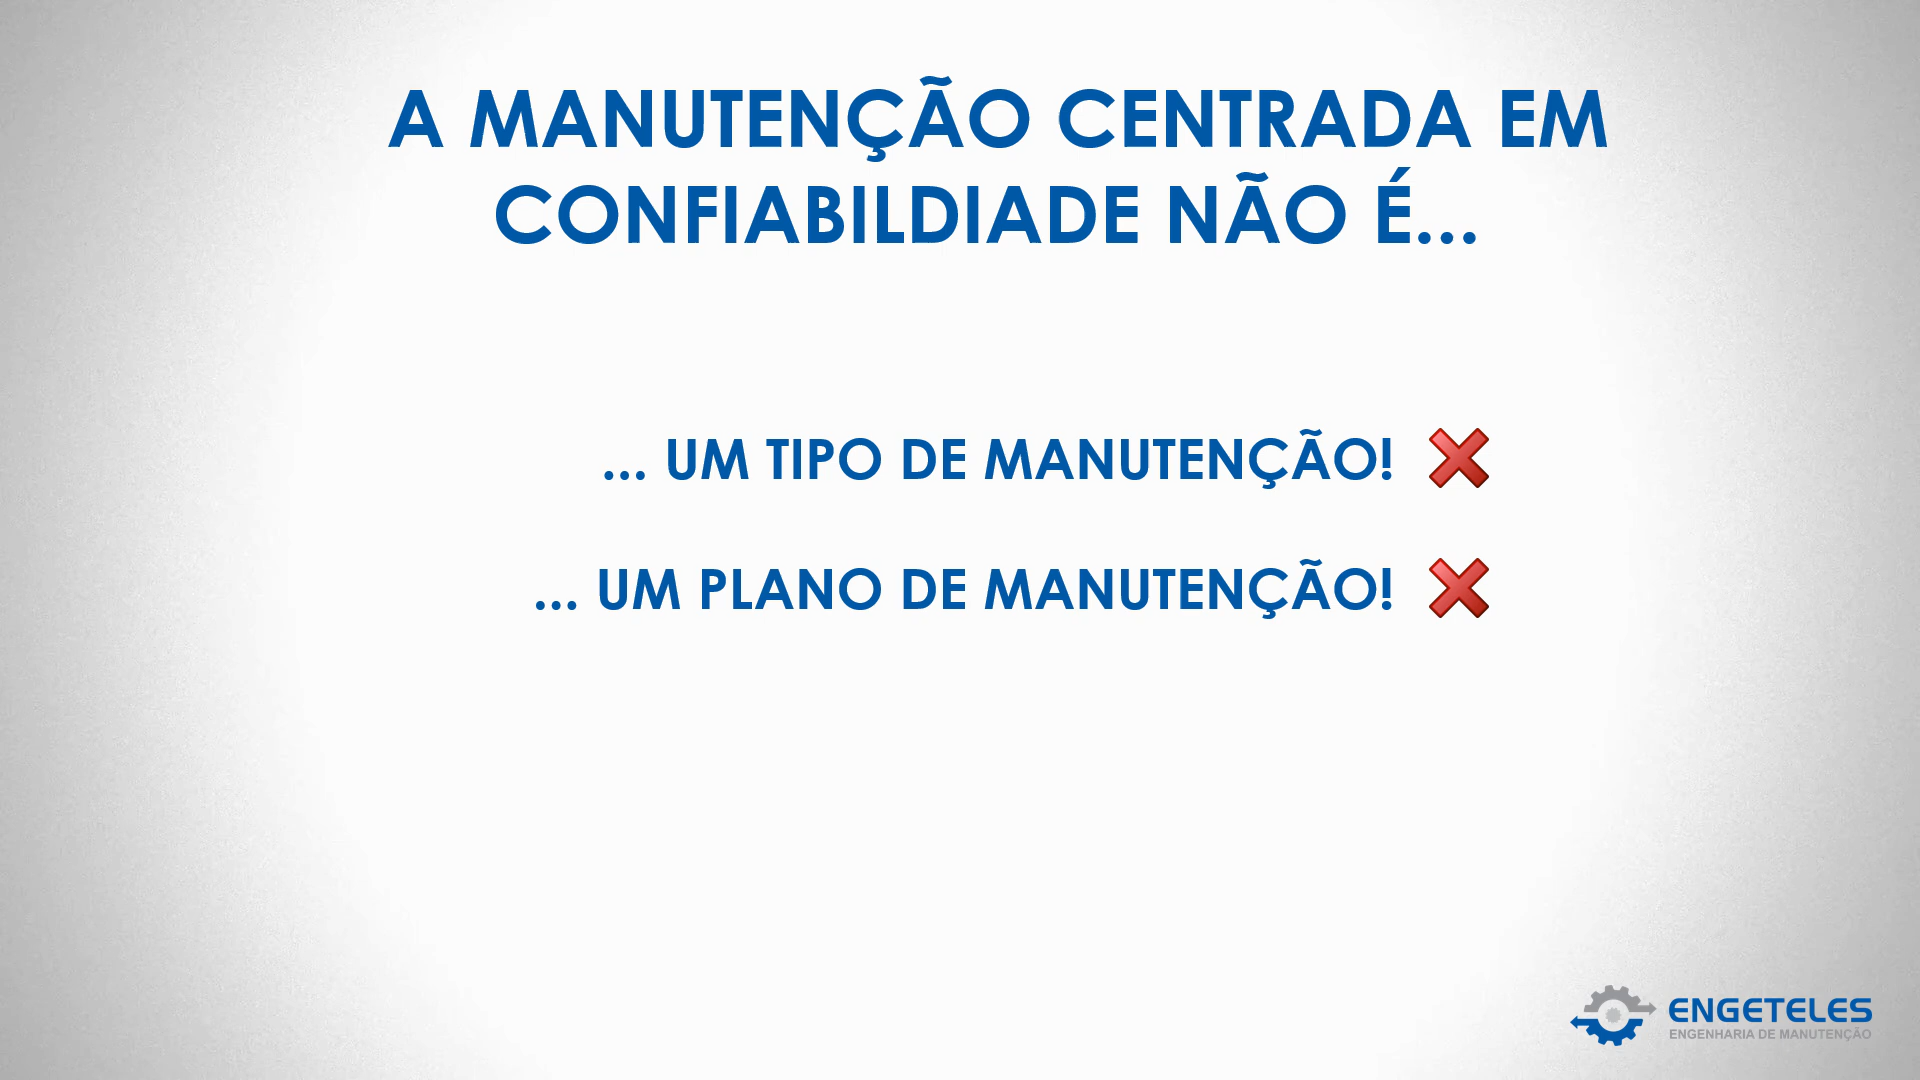 A MANUTENÇÃO CENTRADA EM
CONFIABILDIADE NÃO É...
... UM TIPO DE MANUTENÇÃO!
... UM PLANO DE MANUTENÇÃO!
ENGETELES
ENGENHARIA DE MANUTENÇÃO